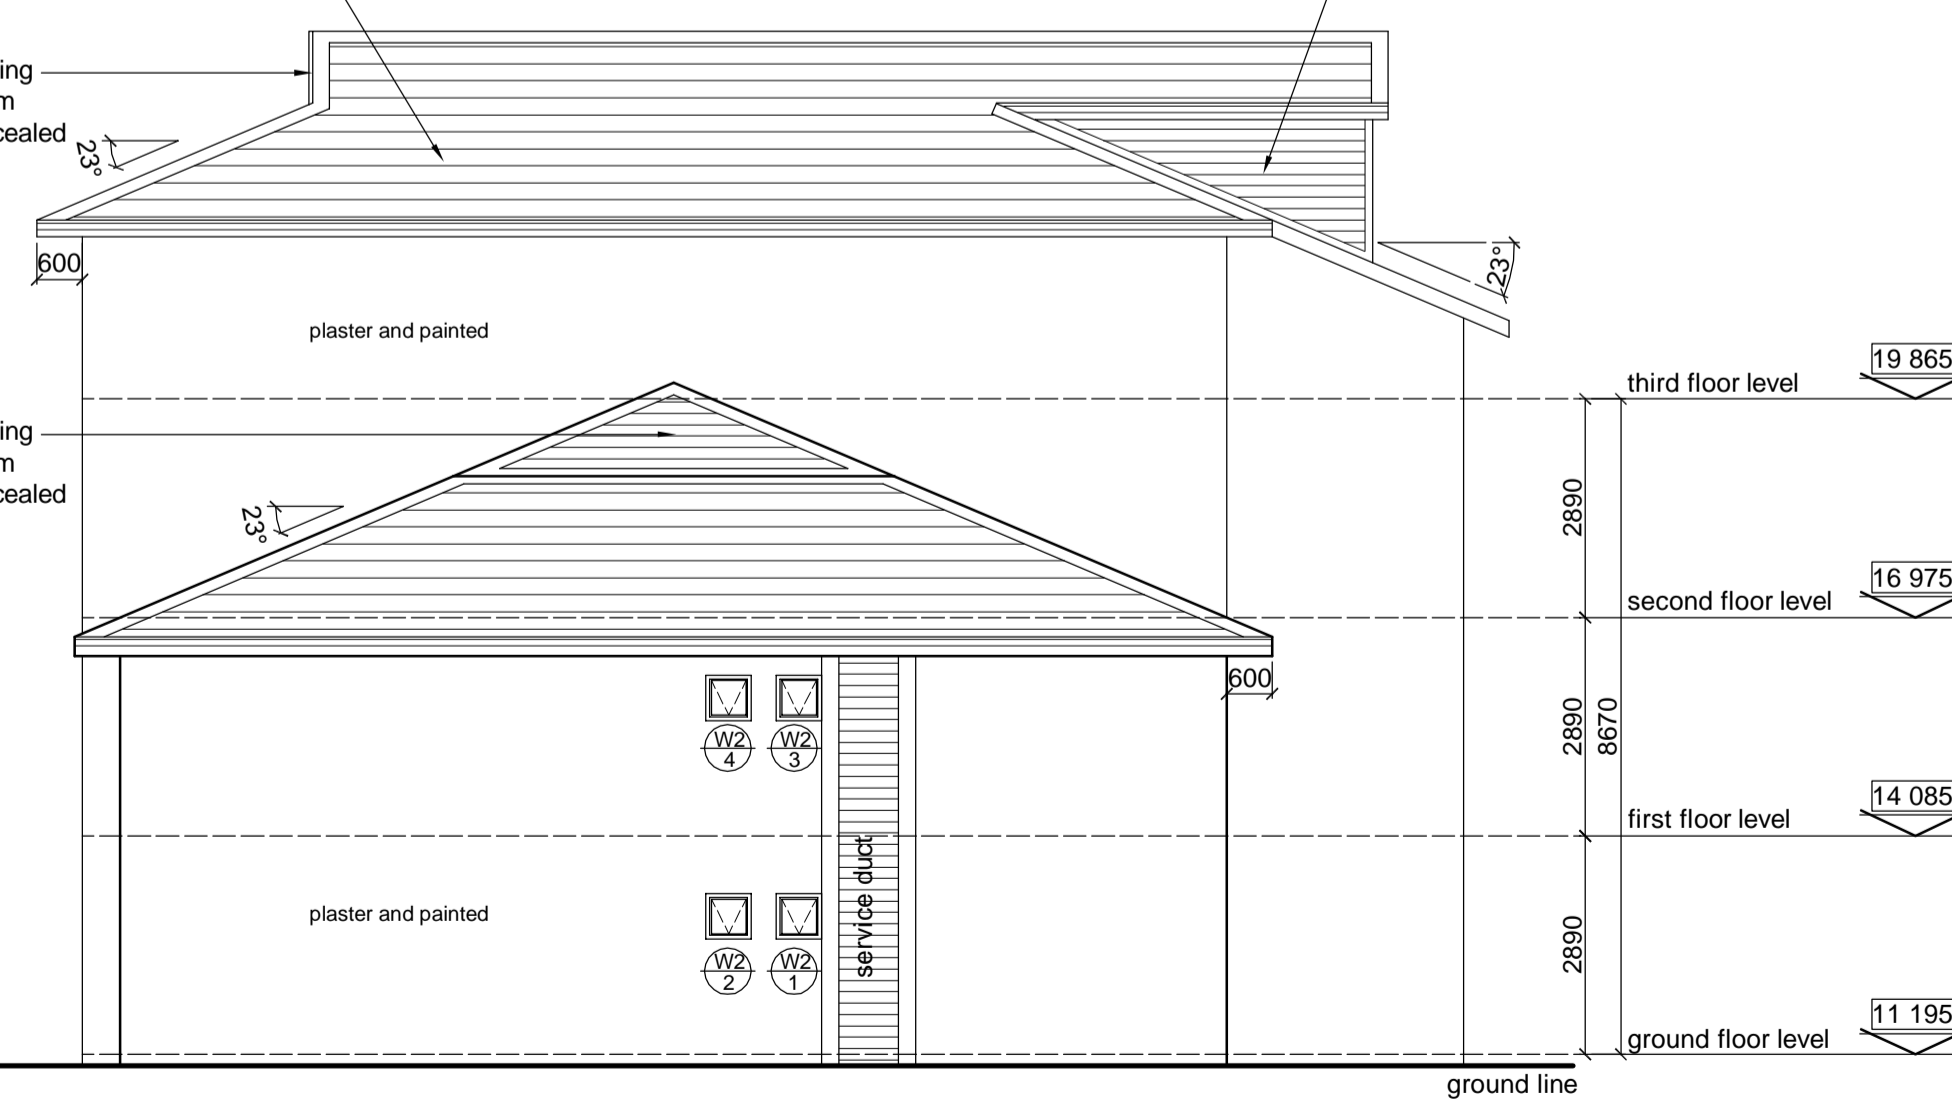 ing
m
cealed
23°
600
23°
plaster and painted
third floor level
19 865
ing
m
cealed
23°
2890
second floor level
16 975
600
W2
4
W2
3
2890
8670
first floor level
14 085
service duct
plaster and painted
W2
2
W2
1
2890
ground floor level
11 195
ground line